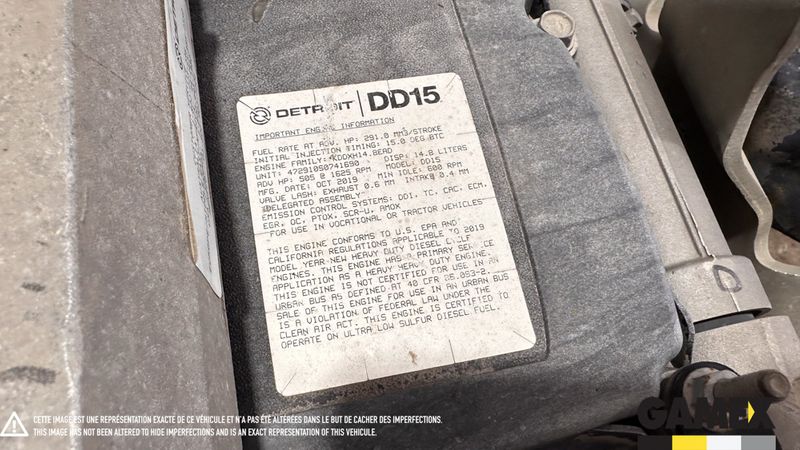 DETROIT DD15
IMPORTANT ENGINE INFORMATION
FUEL RATE AT ADV. HP: 291.0 MM3/STROKE
INITIAL INJECTION TIMING: 15.0 DEG.BTC
ENGINE FAMILY: KDDXH14.8EAD DISP: 14.8 LITERS
UNIT: 472910S0741690 MODEL: DD15
ADV HP: 505 @ 1625 RPM MIN IDLE: 600 RPM
MFG. DATE: OCT 2019
VALVE LASH: EXHAUST 0.6 MM INTAKE 0.4 MM
DELEGATED ASSEMBLY
EMISSION CONTROL SYSTEMS: DDI, TC, CAC, ECM,
EGR, OC, PTOX, SCR-U, AMOX
FOR USE IN VOCATIONAL OR TRACTOR VEHICLES
THIS ENGINE CONFORMS TO U.S. EPA AND
CALIFORNIA REGULATIONS APPLICABLE TO 2019
MODEL YEAR-NEW HEAVY DUTY DIESEL CYCLE
ENGINES. THIS ENGINE HAS A PRIMARY SERVICE
APPLICATION AS A HEAVY HEAVY DUTY ENGINE.
THIS ENGINE IS NOT CERTIFIED FOR USE IN AN
URBAN BUS AS DEFINED AT 40 CFR 86.093-2.
SALE OF THIS ENGINE FOR USE IN AN URBAN BUS
IS A VIOLATION OF FEDERAL LAW UNDER THE
CLEAN AIR ACT. THIS ENGINE IS CERTIFIED TO
OPERATE ON ULTRA LOW SULFUR DIESEL FUEL.
CETTE IMAGE EST UNE REPRÉSENTATION EXACTE DE CE VÉHICULE ET N'A PAS ÉTÉ ALTÉRÉES DANS LE BUT DE CACHER DES IMPERFECTIONS.
THIS IMAGE HAS NOT BEEN ALTERED TO HIDE IMPERFECTIONS AND IS AN EXACT REPRESENTATION OF THIS VEHICLE.
GAMEX